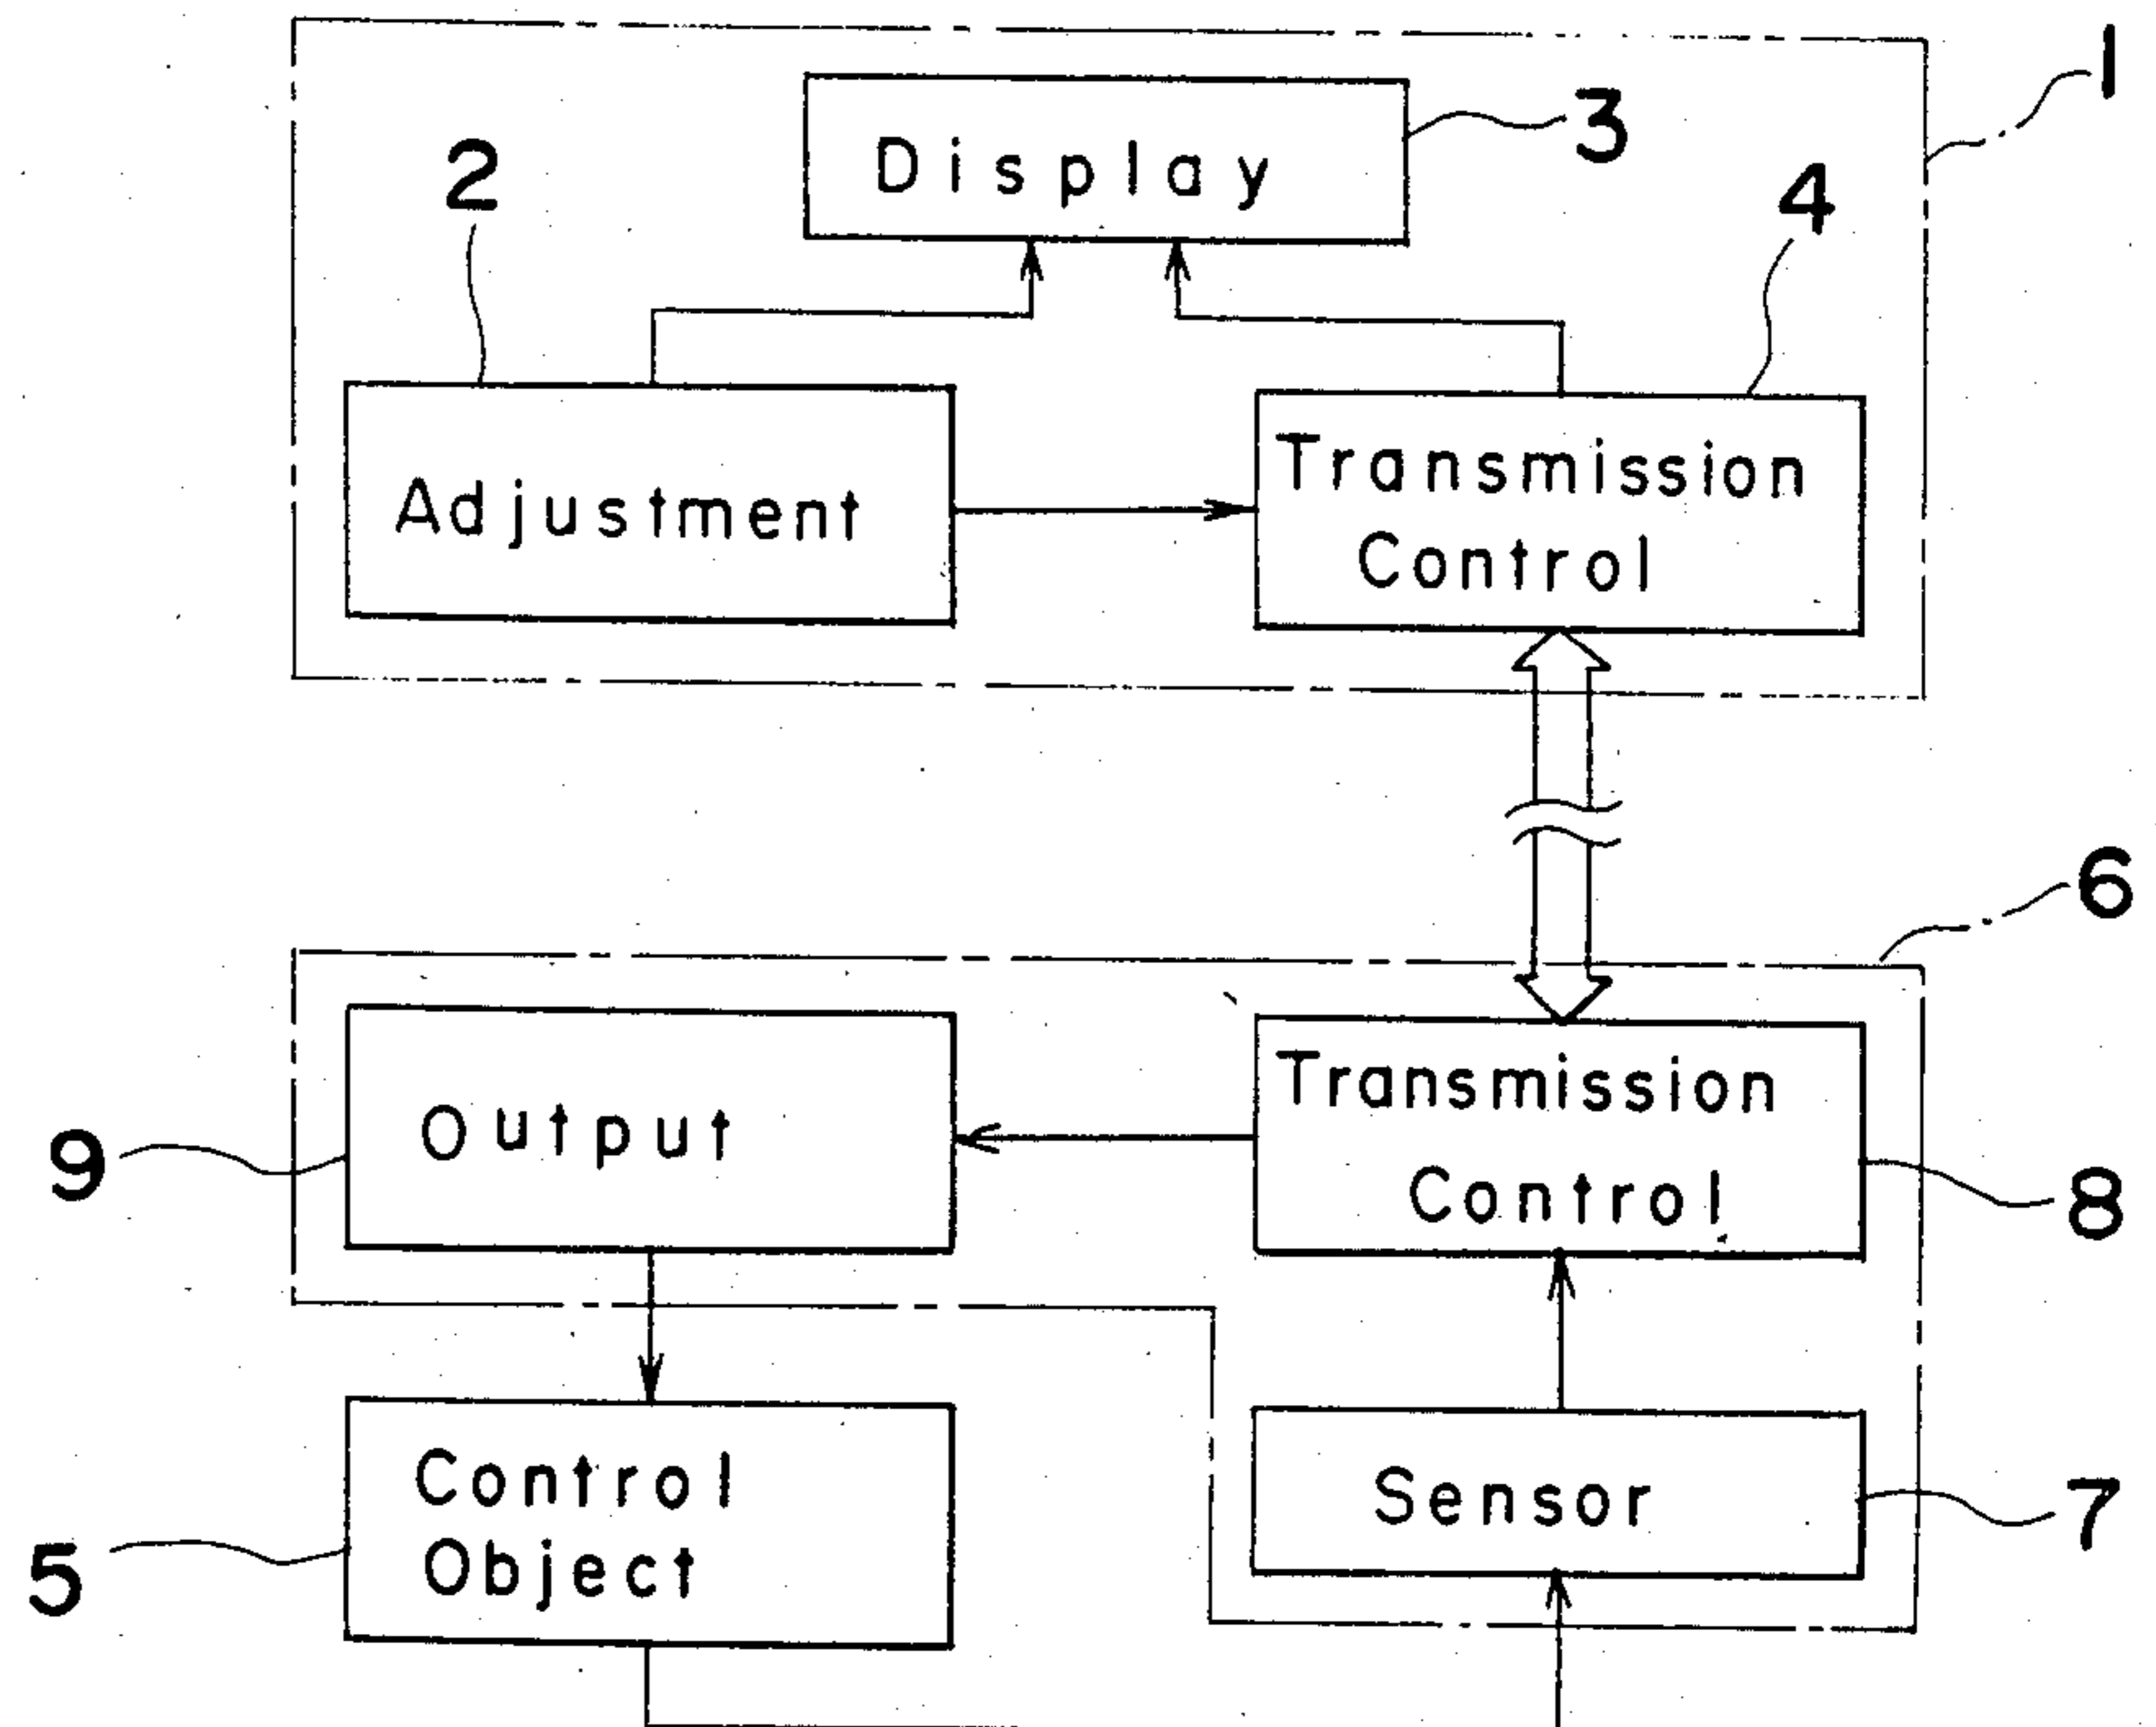 1
Display
3
2
4
Adjustment
Transmission
Control
6
Output
Transmission
Control
9
8
Control
Object
Sensor
5
7